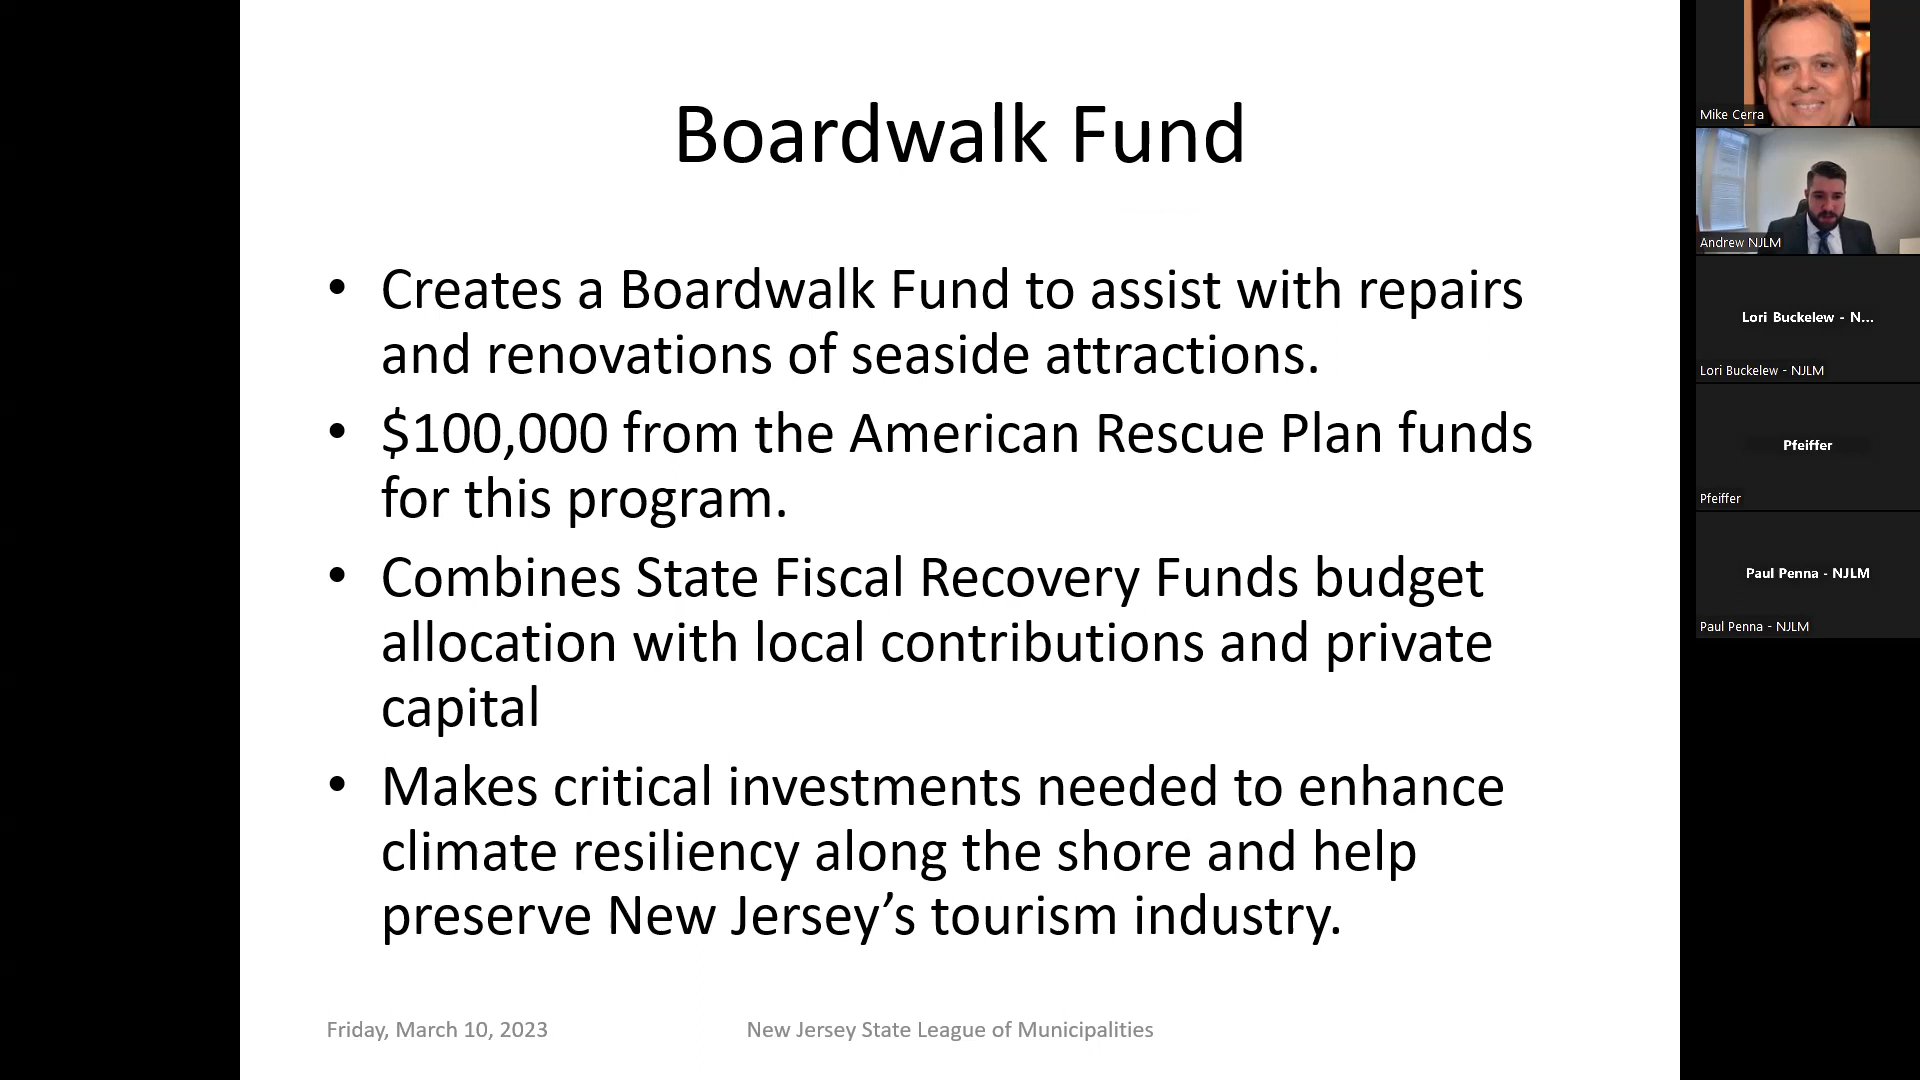 Boardwalk Fund
• Creates a Boardwalk Fund to assist with repairs
and renovations of seaside attractions.
• $100,000 from the American Rescue Plan funds
for this program.
• Combines State Fiscal Recovery Funds budget
allocation with local contributions and private
capital
• Makes critical investments needed to enhance
climate resiliency along the shore and help
preserve New Jersey’s tourism industry.
Friday, March 10, 2023
New Jersey State League of Municipalities
Mike Cerra
Andrew NJLM
Lori Buckelew - N...
Lori Buckelew - NJLM
Pfeiffer
Pfeiffer
Paul Penna - NJLM
Paul Penna - NJLM